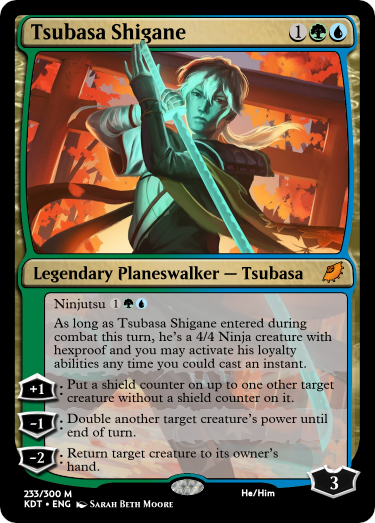 Tsubasa Shigane 1
Legendary Planeswalker — Tsubasa
Ninjutsu 1
As long as Tsubasa Shigane entered during
combat this turn, he's a 4/4 Ninja creature with
hexproof and you may activate his loyalty
abilities any time you could cast an instant.
+1: Put a shield counter on up to one other target
creature without a shield counter on it.
-1: Double another target creature's power until
end of turn.
-2: Return target creature to its owner's
hand.
3
233/300 M He/Him
KDT • ENG Sarah Beth Moore